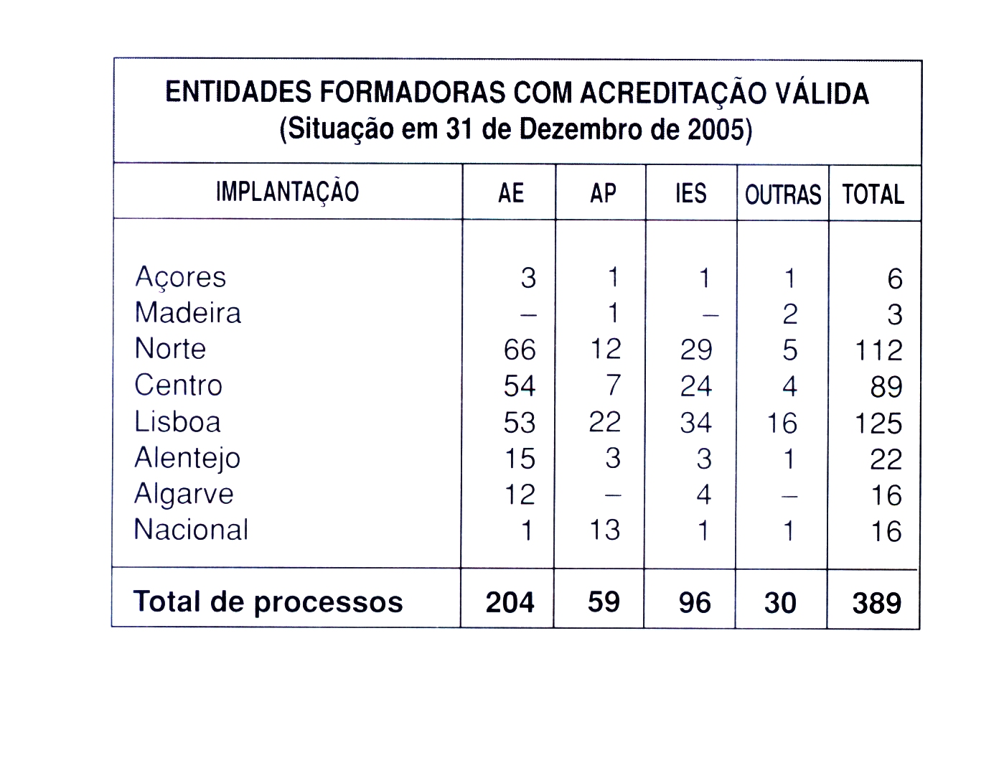 ENTIDADES FORMADORAS COM ACREDITAÇÃO VÁLIDA
(Situação em 31 de Dezembro de 2005)
IMPLANTAÇÃO AE AP IES OUTRAS TOTAL
Açores 3 1 1 1 6
Madeira – 1 – 2 3
Norte 66 12 29 5 112
Centro 54 7 24 4 89
Lisboa 53 22 34 16 125
Alentejo 15 3 3 1 22
Algarve 12 – 4 – 16
Nacional 1 13 1 1 16
Total de processos 204 59 96 30 389